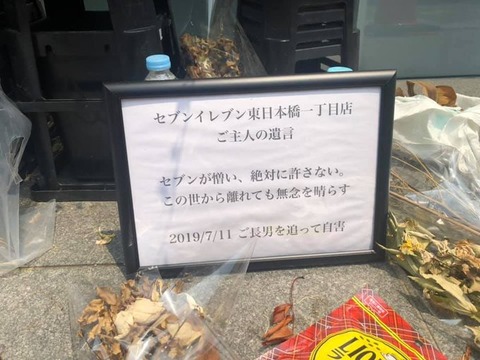 セブンイレブン東日本橋一丁目店
ご主人の遺言
セブンが憎い、絶対に許さない。
この世から離れても無念を晴らす
2019/7/11 ご長男を追って自害
LION